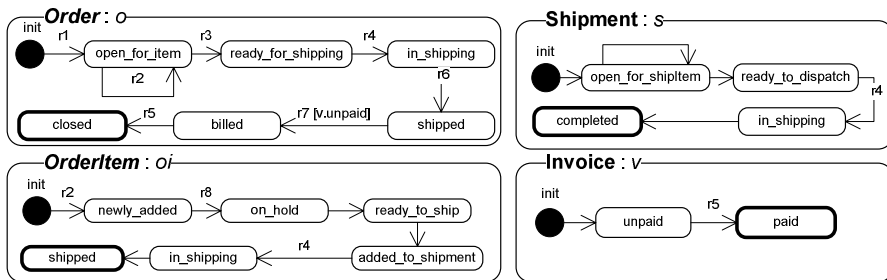 Order : o
init
r1
open_for_item
r2
r3
ready_for_shipping
r4
in_shipping
r6
closed
r5
billed
r7 [v.unpaid]
shipped
Shipment : s
init
open_for_shipItem
ready_to_dispatch
r4
completed
in_shipping
OrderItem : oi
init
r2
newly_added
r8
on_hold
ready_to_ship
shipped
in_shipping
r4
added_to_shipment
Invoice : v
init
unpaid
r5
paid